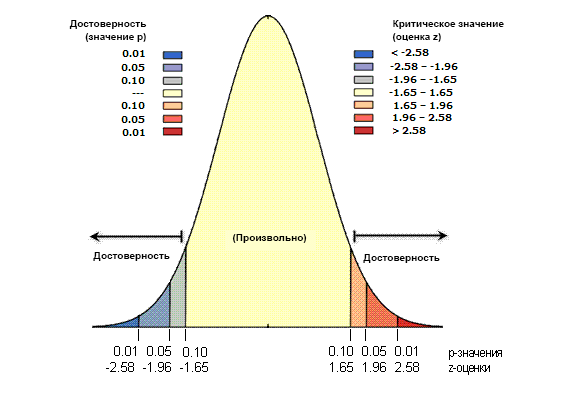 Достоверность
(значение p)
0.01
0.05
0.10
---
0.10
0.05
0.01
Критическое значение
(оценка z)
< -2.58
-2.58 – -1.96
-1.96 – -1.65
-1.65 – 1.65
1.65 – 1.96
1.96 – 2.58
> 2.58
Достоверность
(Произвольно)
Достоверность
0.01 0.05 0.10 0.10 0.05 0.01 p-значения
-2.58 -1.96 -1.65 1.65 1.96 2.58 z-оценки